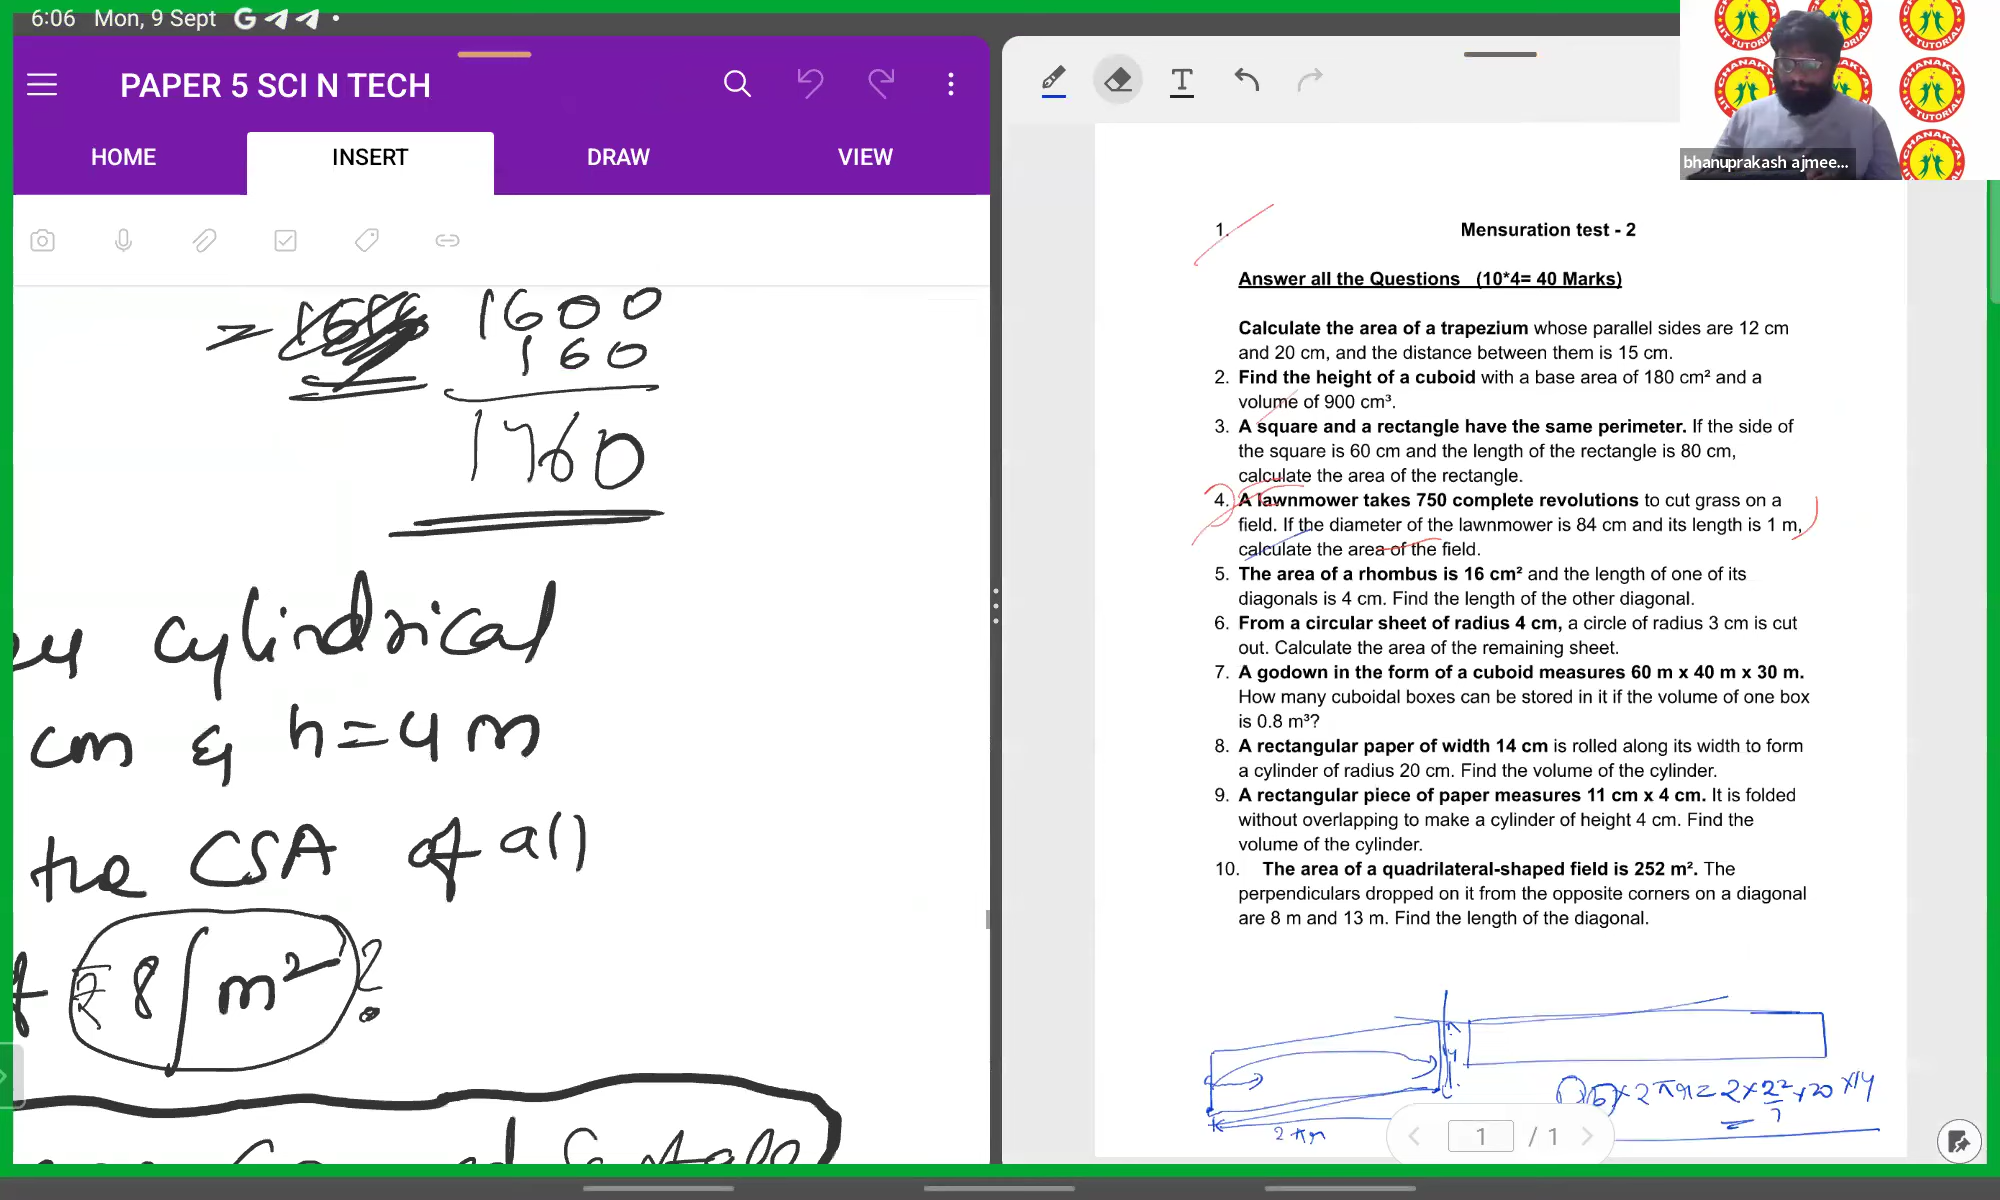 6:06 Mon, 9 Sept
PAPER 5 SCI N TECH
HOME INSERT DRAW VIEW
= 1600
160
1760
cylindrical
cm & h=4 m
the CSA of all
₹ 8/m² ?
bhanuprakash ajmee...
CHANAKYA
IIT TUTORIAL
1. Mensuration test - 2
Answer all the Questions (10*4= 40 Marks)
Calculate the area of a trapezium whose parallel sides are 12 cm
and 20 cm, and the distance between them is 15 cm.
2. Find the height of a cuboid with a base area of 180 cm² and a
volume of 900 cm³.
3. A square and a rectangle have the same perimeter. If the side of
the square is 60 cm and the length of the rectangle is 80 cm,
calculate the area of the rectangle.
4. A lawnmower takes 750 complete revolutions to cut grass on a
field. If the diameter of the lawnmower is 84 cm and its length is 1 m,
calculate the area of the field.
5. The area of a rhombus is 16 cm² and the length of one of its
diagonals is 4 cm. Find the length of the other diagonal.
6. From a circular sheet of radius 4 cm, a circle of radius 3 cm is cut
out. Calculate the area of the remaining sheet.
7. A godown in the form of a cuboid measures 60 m x 40 m x 30 m.
How many cuboidal boxes can be stored in it if the volume of one box
is 0.8 m³?
8. A rectangular paper of width 14 cm is rolled along its width to form
a cylinder of radius 20 cm. Find the volume of the cylinder.
9. A rectangular piece of paper measures 11 cm x 4 cm. It is folded
without overlapping to make a cylinder of height 4 cm. Find the
volume of the cylinder.
10. The area of a quadrilateral-shaped field is 252 m². The
perpendiculars dropped on it from the opposite corners on a diagonal
are 8 m and 13 m. Find the length of the diagonal.
2πr = 2×22/7×20×14
2πr
1 / 1